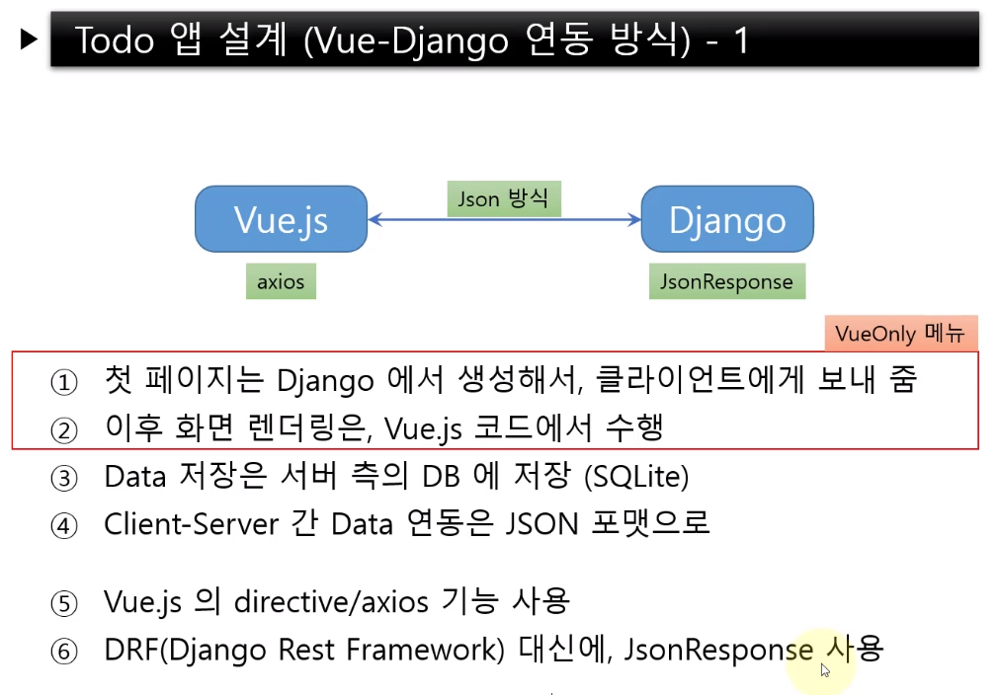 ▶ Todo 앱 설계 (Vue-Django 연동 방식) - 1
Json 방식
Vue.js
Django
axios
JsonResponse
VueOnly 메뉴
① 첫 페이지는 Django 에서 생성해서, 클라이언트에게 보내 줌
② 이후 화면 렌더링은, Vue.js 코드에서 수행
③ Data 저장은 서버 측의 DB 에 저장 (SQLite)
④ Client-Server 간 Data 연동은 JSON 포맷으로
⑤ Vue.js 의 directive/axios 기능 사용
⑥ DRF(Django Rest Framework) 대신에, JsonResponse 사용